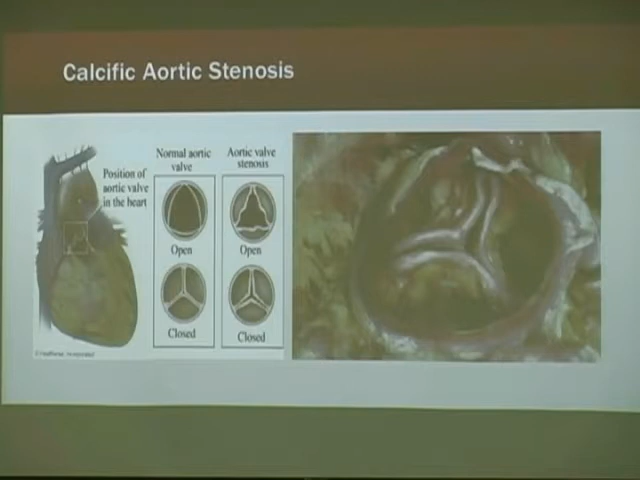 Calcific Aortic Stenosis
Position of
aortic valve
in the heart
Normal aortic
valve
Open
Closed
Aortic valve
stenosis
Open
Closed